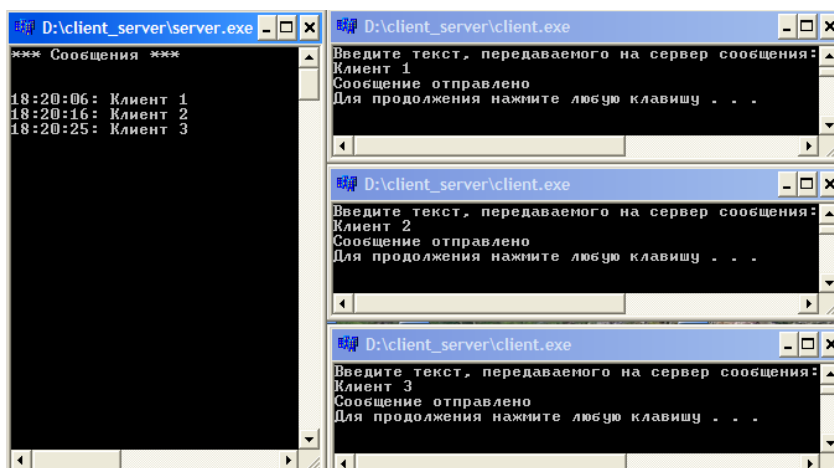 D:\client_server\server.exe
*** Сообщения ***
18:20:06: Клиент 1
18:20:16: Клиент 2
18:20:25: Клиент 3
D:\client_server\client.exe
Введите текст, передаваемого на сервер сообщения:
Клиент 1
Сообщение отправлено
Для продолжения нажмите любую клавишу . . .
D:\client_server\client.exe
Введите текст, передаваемого на сервер сообщения:
Клиент 2
Сообщение отправлено
Для продолжения нажмите любую клавишу . . .
D:\client_server\client.exe
Введите текст, передаваемого на сервер сообщения:
Клиент 3
Сообщение отправлено
Для продолжения нажмите любую клавишу . . .